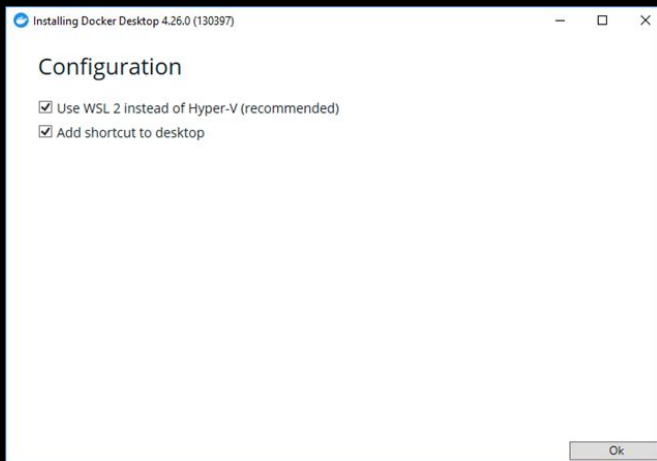 Installing Docker Desktop 4.26.0 (130397)
Configuration
Use WSL 2 instead of Hyper-V (recommended)
Add shortcut to desktop
Ok